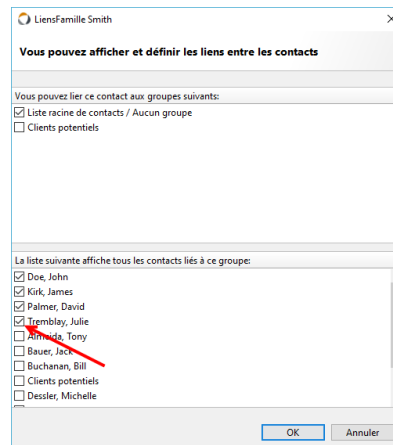 LiensFamille Smith
Vous pouvez afficher et définir les liens entre les contacts
Vous pouvez lier ce contact aux groupes suivants:
Liste racine de contacts / Aucun groupe
Clients potentiels
La liste suivante affiche tous les contacts liés à ce groupe:
Doe, John
Kirk, James
Palmer, David
Tremblay, Julie
Almeida, Tony
Bauer, Jack
Buchanan, Bill
Clients potentiels
Dessler, Michelle
OK Annuler